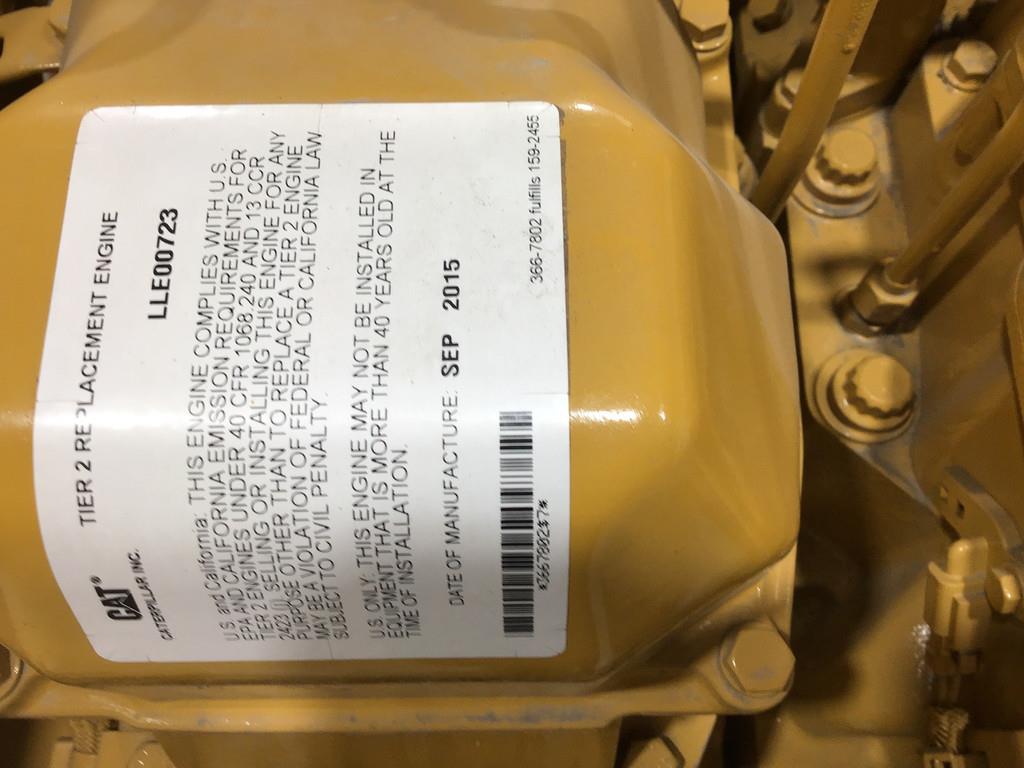 CAT®
CATERPILLAR INC.
TIER 2 REPLACEMENT ENGINE
LLE00723
U.S. and California: THIS ENGINE COMPLIES WITH U.S.
EPA AND CALIFORNIA EMISSION REQUIREMENTS FOR
TIER 2 ENGINES UNDER 40 CFR 1068.240 AND 13 CCR
2423 (j). SELLING OR INSTALLING THIS ENGINE FOR ANY
PURPOSE OTHER THAN TO REPLACE A TIER 2 ENGINE
MAY BE A VIOLATION OF FEDERAL OR CALIFORNIA LAW
SUBJECT TO CIVIL PENALTY.
U.S. ONLY: THIS ENGINE MAY NOT BE INSTALLED IN
EQUIPMENT THAT IS MORE THAN 40 YEARS OLD AT THE
TIME OF INSTALLATION.
DATE OF MANUFACTURE: SEP 2015
*3667802$7*
366-7802 fulfills 159-2455